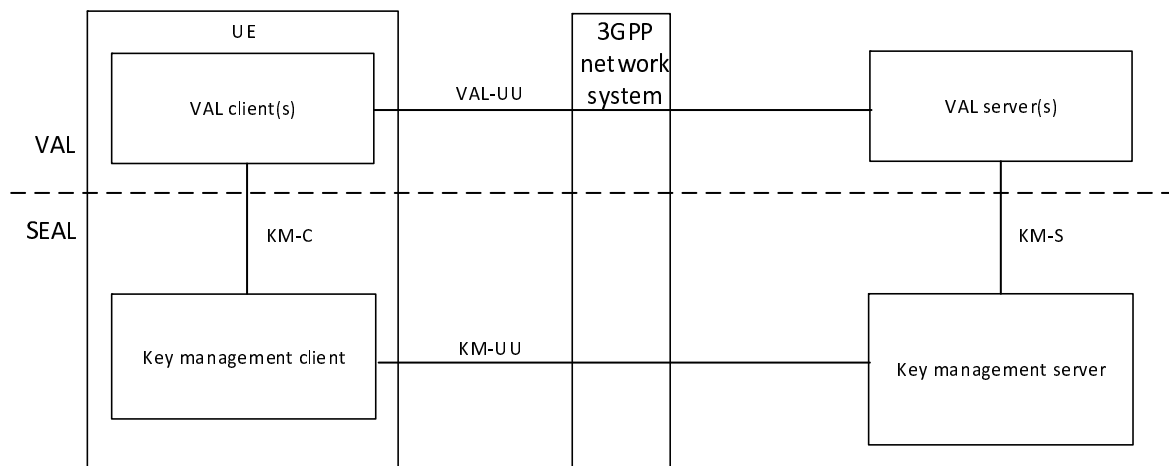 UE
3GPP
network
system
VAL client(s)
VAL-UU
VAL server(s)
VAL
SEAL
KM-C
KM-S
Key management client
KM-UU
Key management server